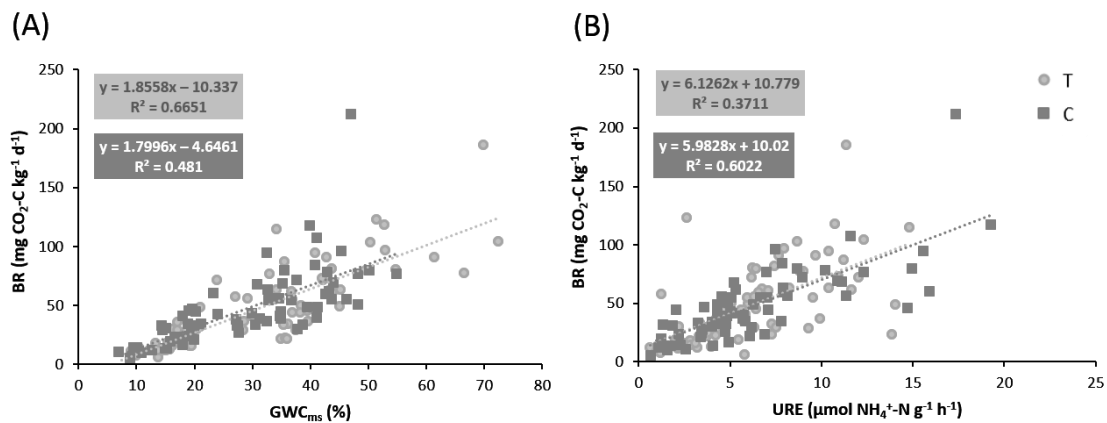 (A)
(B)
y = 1.8558x – 10.337
R² = 0.6651
y = 1.7996x – 4.6461
R² = 0.481
BR (mg CO₂-C kg⁻¹ d⁻¹)
250
200
150
100
50
0
0 10 20 30 40 50 60 70 80
GWCₘₛ (%)
y = 6.1262x + 10.779
R² = 0.3711
y = 5.9828x + 10.02
R² = 0.6022
T
C
BR (mg CO₂-C kg⁻¹ d⁻¹)
250
200
150
100
50
0
0 5 10 15 20 25
URE (μmol NH₄⁺-N g⁻¹ h⁻¹)